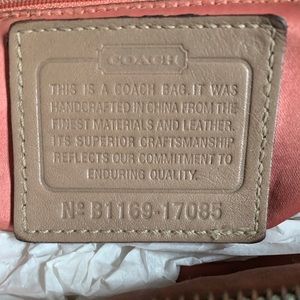 COACH
THIS IS A COACH BAG. IT WAS
HANDCRAFTED IN CHINA FROM THE
FINEST MATERIALS AND LEATHER.
ITS SUPERIOR CRAFTSMANSHIP
REFLECTS OUR COMMITMENT TO
ENDURING QUALITY.
Nº B1169-17085